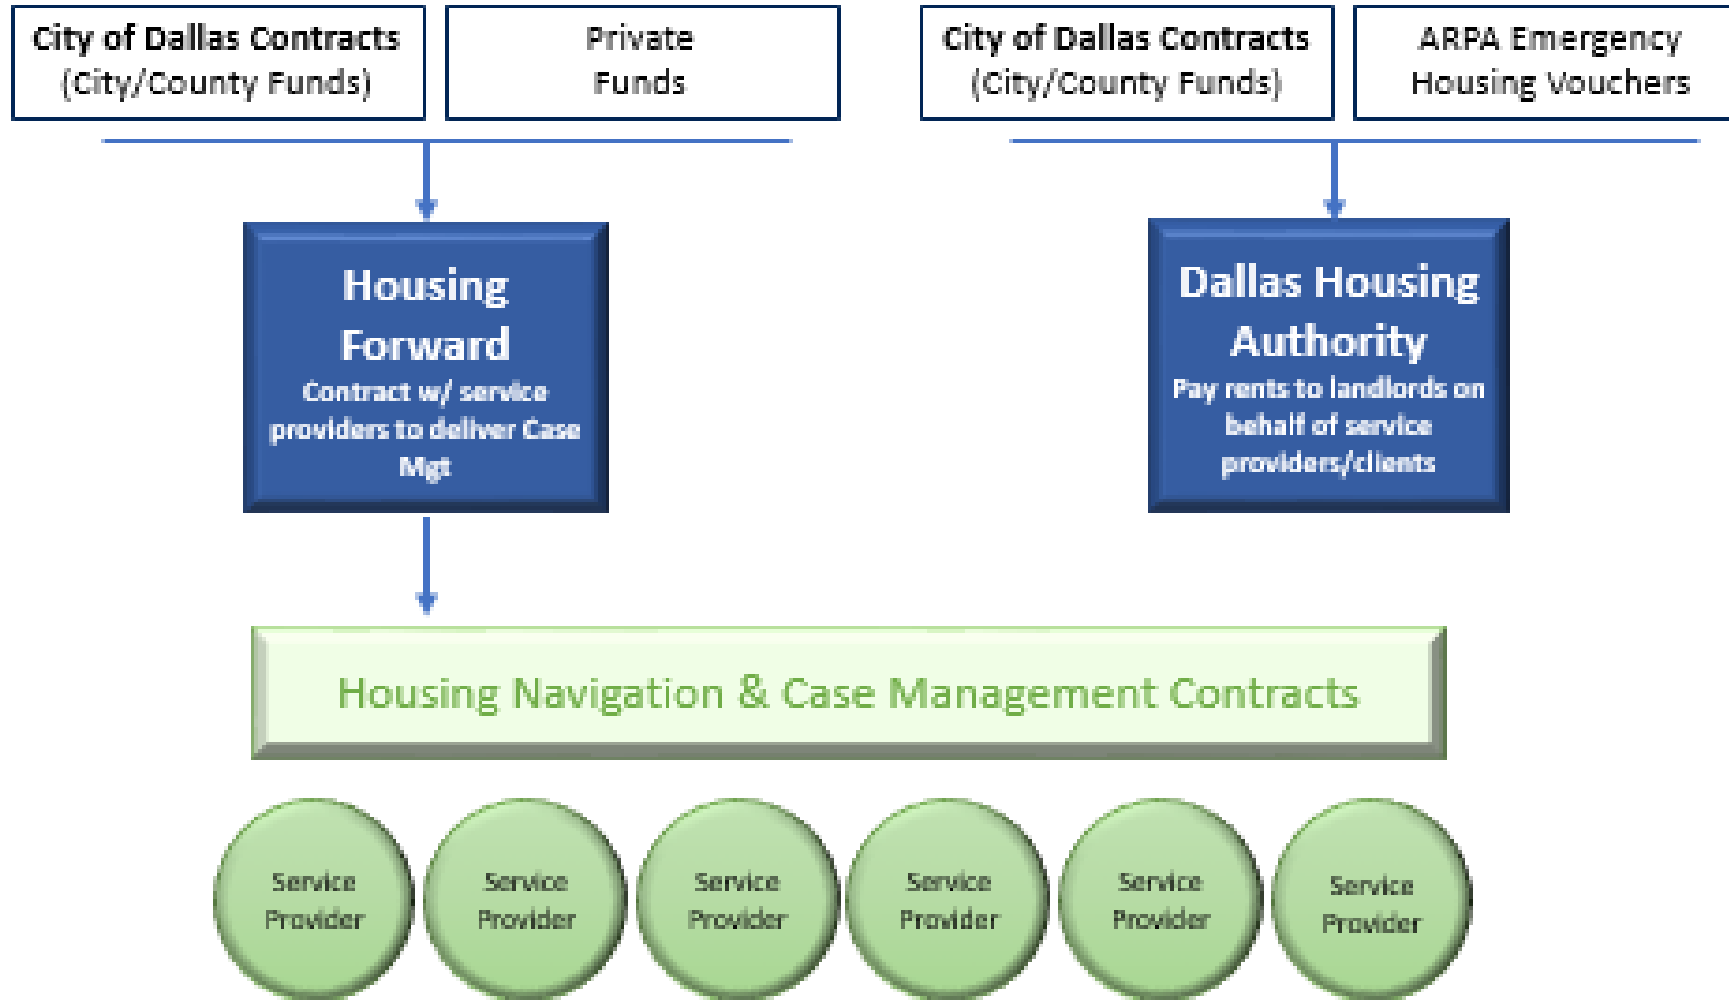 City of Dallas Contracts
(City/County Funds)
Private
Funds
City of Dallas Contracts
(City/County Funds)
ARPA Emergency
Housing Vouchers
Housing
Forward
Contract w/ service
providers to deliver Case
Mgt
Dallas Housing
Authority
Pay rents to landlords on
behalf of service
providers/clients
Housing Navigation & Case Management Contracts
Service
Provider
Service
Provider
Service
Provider
Service
Provider
Service
Provider
Service
Provider